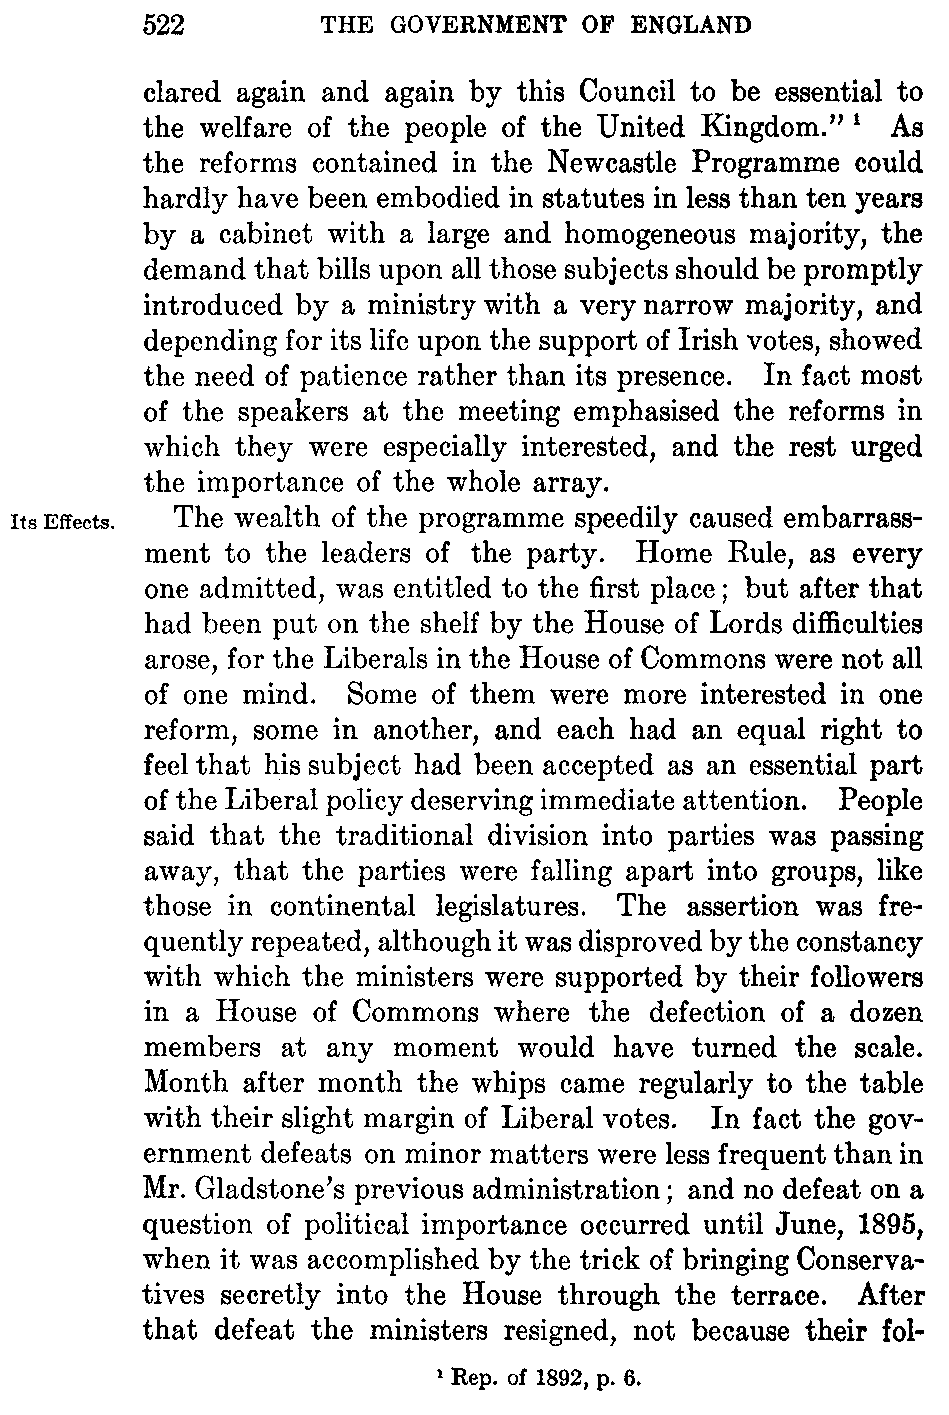 522 THE GOVERNMENT OF ENGLAND
clared again and again by this Council to be essential to
the welfare of the people of the United Kingdom." ¹ As
the reforms contained in the Newcastle Programme could
hardly have been embodied in statutes in less than ten years
by a cabinet with a large and homogeneous majority, the
demand that bills upon all those subjects should be promptly
introduced by a ministry with a very narrow majority, and
depending for its life upon the support of Irish votes, showed
the need of patience rather than its presence. In fact most
of the speakers at the meeting emphasised the reforms in
which they were especially interested, and the rest urged
the importance of the whole array.
Its Effects. The wealth of the programme speedily caused embarrass-
ment to the leaders of the party. Home Rule, as every
one admitted, was entitled to the first place; but after that
had been put on the shelf by the House of Lords difficulties
arose, for the Liberals in the House of Commons were not all
of one mind. Some of them were more interested in one
reform, some in another, and each had an equal right to
feel that his subject had been accepted as an essential part
of the Liberal policy deserving immediate attention. People
said that the traditional division into parties was passing
away, that the parties were falling apart into groups, like
those in continental legislatures. The assertion was fre-
quently repeated, although it was disproved by the constancy
with which the ministers were supported by their followers
in a House of Commons where the defection of a dozen
members at any moment would have turned the scale.
Month after month the whips came regularly to the table
with their slight margin of Liberal votes. In fact the gov-
ernment defeats on minor matters were less frequent than in
Mr. Gladstone's previous administration; and no defeat on a
question of political importance occurred until June, 1895,
when it was accomplished by the trick of bringing Conserva-
tives secretly into the House through the terrace. After
that defeat the ministers resigned, not because their fol-
¹ Rep. of 1892, p. 6.